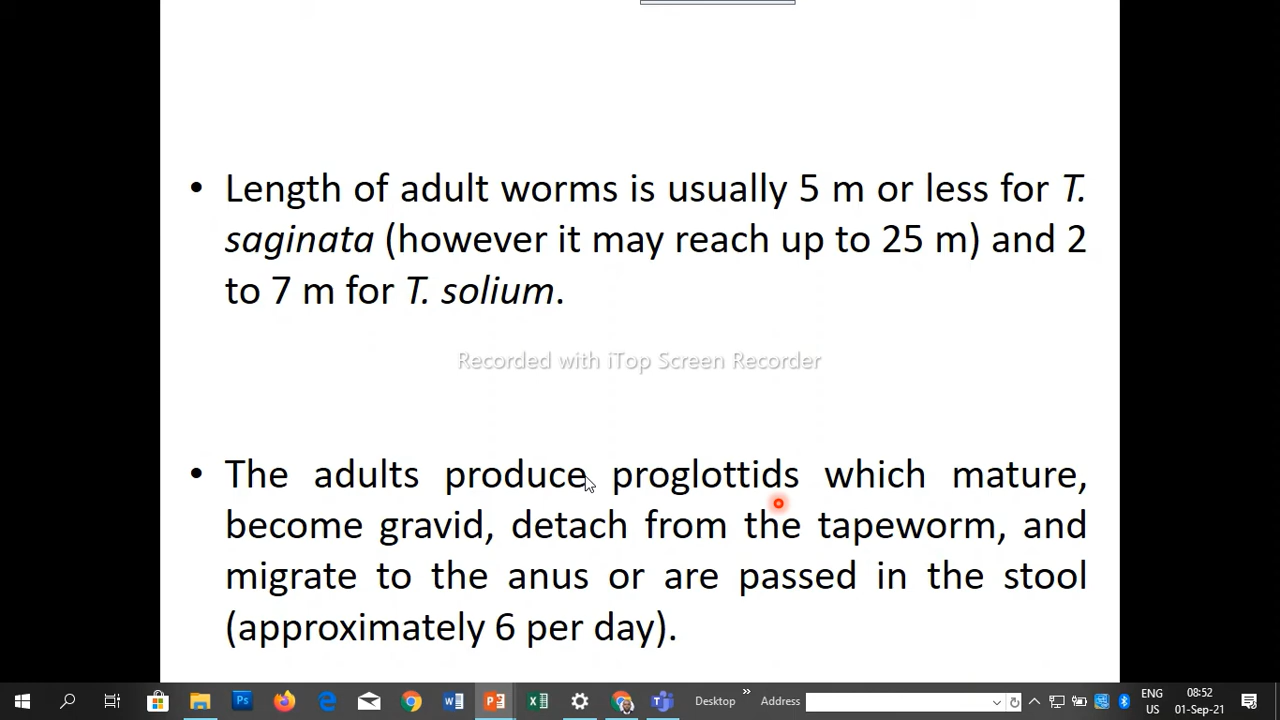 • Length of adult worms is usually 5 m or less for T.
saginata (however it may reach up to 25 m) and 2
to 7 m for T. solium.
Recorded with iTop Screen Recorder
• The adults produce proglottids which mature,
become gravid, detach from the tapeworm, and
migrate to the anus or are passed in the stool
(approximately 6 per day).
Desktop » Address ENG 08:52
US 01-Sep-21